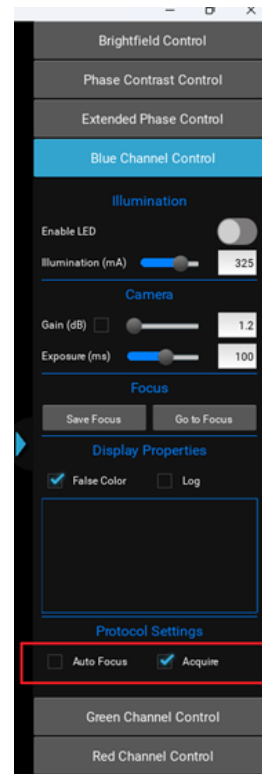 Brightfield Control
Phase Contrast Control
Extended Phase Control
Blue Channel Control
Illumination
Enable LED
Illumination (mA) 325
Camera
Gain (dB) 1.2
Exposure (ms) 100
Focus
Save Focus Go to Focus
Display Properties
False Color Log
Protocol Settings
Auto Focus Acquire
Green Channel Control
Red Channel Control